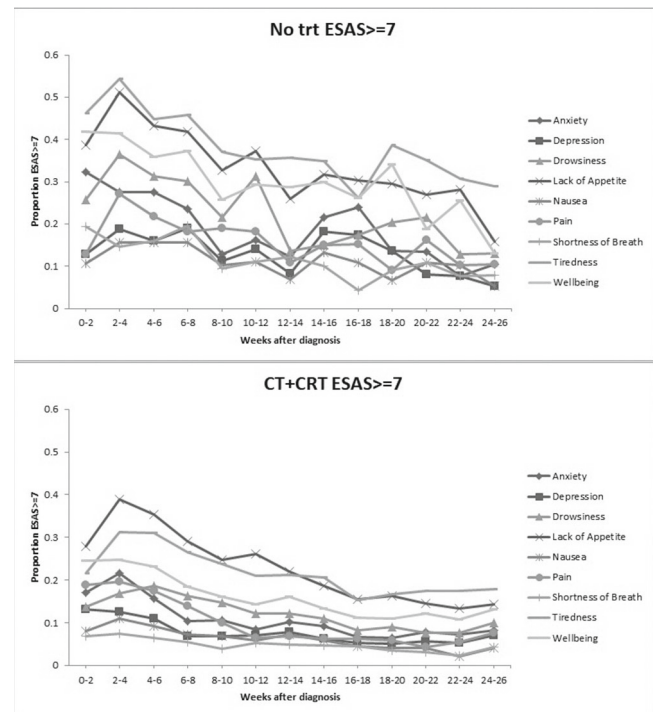 No trt ESAS>=7
Proportion ESAS>=7
0.6
0.5
0.4
0.3
0.2
0.1
0
0-2 2-4 4-6 6-8 8-10 10-12 12-14 14-16 16-18 18-20 20-22 22-24 24-26
Weeks after diagnosis
Anxiety
Depression
Drowsiness
Lack of Appetite
Nausea
Pain
Shortness of Breath
Tiredness
Wellbeing
CT+CRT ESAS>=7
Proportion ESAS>=7
0.6
0.5
0.4
0.3
0.2
0.1
0
0-2 2-4 4-6 6-8 8-10 10-12 12-14 14-16 16-18 18-20 20-22 22-24 24-26
Weeks after diagnosis
Anxiety
Depression
Drowsiness
Lack of Appetite
Nausea
Pain
Shortness of Breath
Tiredness
Wellbeing